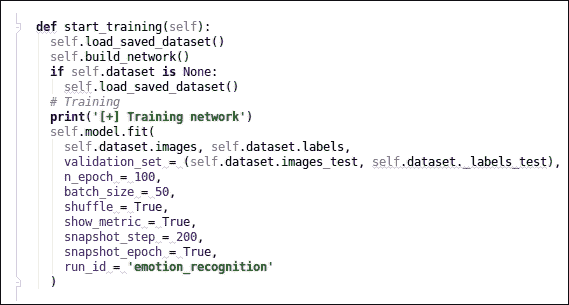 def start_training(self):
  self.load_saved_dataset()
  self.build_network()
  if self.dataset is None:
    self.load_saved_dataset()
  # Training
  print('[+] Training network')
  self.model.fit(
    self.dataset.images, self.dataset.labels,
    validation_set = (self.dataset.images_test, self.dataset._labels_test),
    n_epoch = 100,
    batch_size = 50,
    shuffle = True,
    show_metric = True,
    snapshot_step = 200,
    snapshot_epoch = True,
    run_id = 'emotion_recognition'
  )